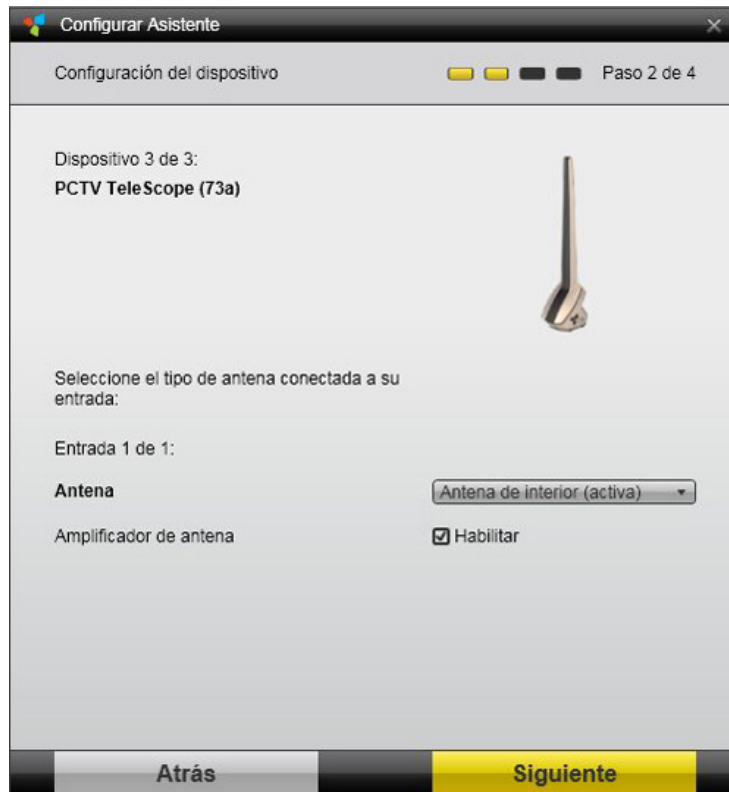 Configurar Asistente
Configuración del dispositivo
Paso 2 de 4
Dispositivo 3 de 3:
PCTV TeleScope (73a)
Seleccione el tipo de antena conectada a su
entrada:
Entrada 1 de 1:
Antena
Antena de interior (activa)
Amplificador de antena
Habilitar
Atrás
Siguiente